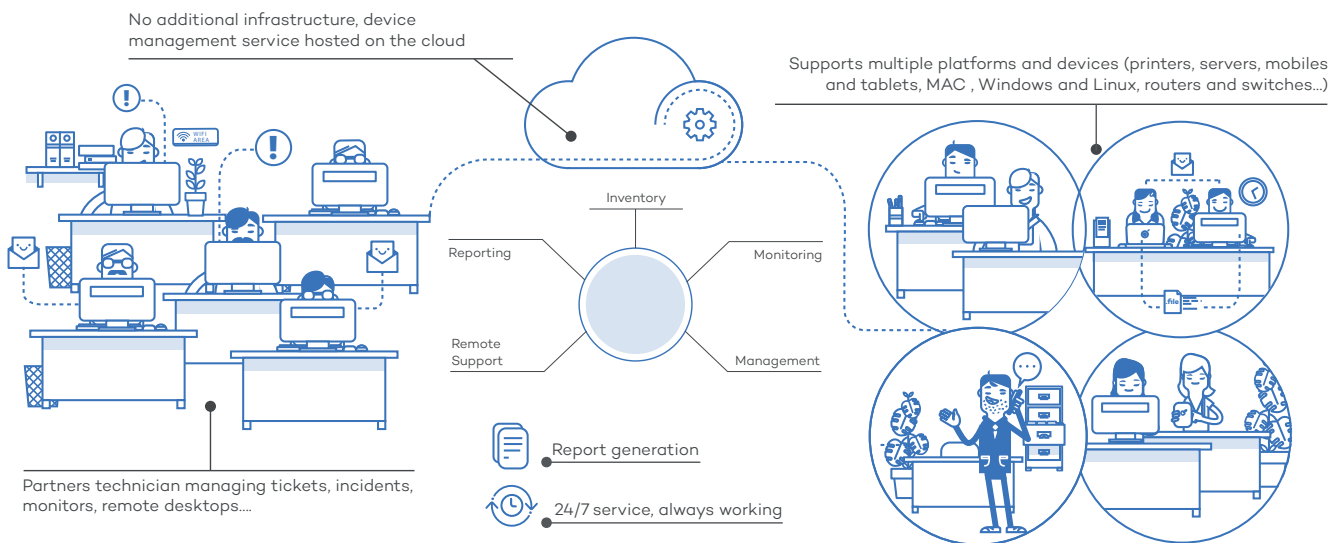 No additional infrastructure, device
management service hosted on the cloud
Supports multiple platforms and devices (printers, servers, mobiles
and tablets, MAC , Windows and Linux, routers and switches...)
WIFI
AREA
Inventory
Reporting
Monitoring
Remote
Support
Management
.file
Report generation
24/7 service, always working
Partners technician managing tickets, incidents,
monitors, remote desktops....